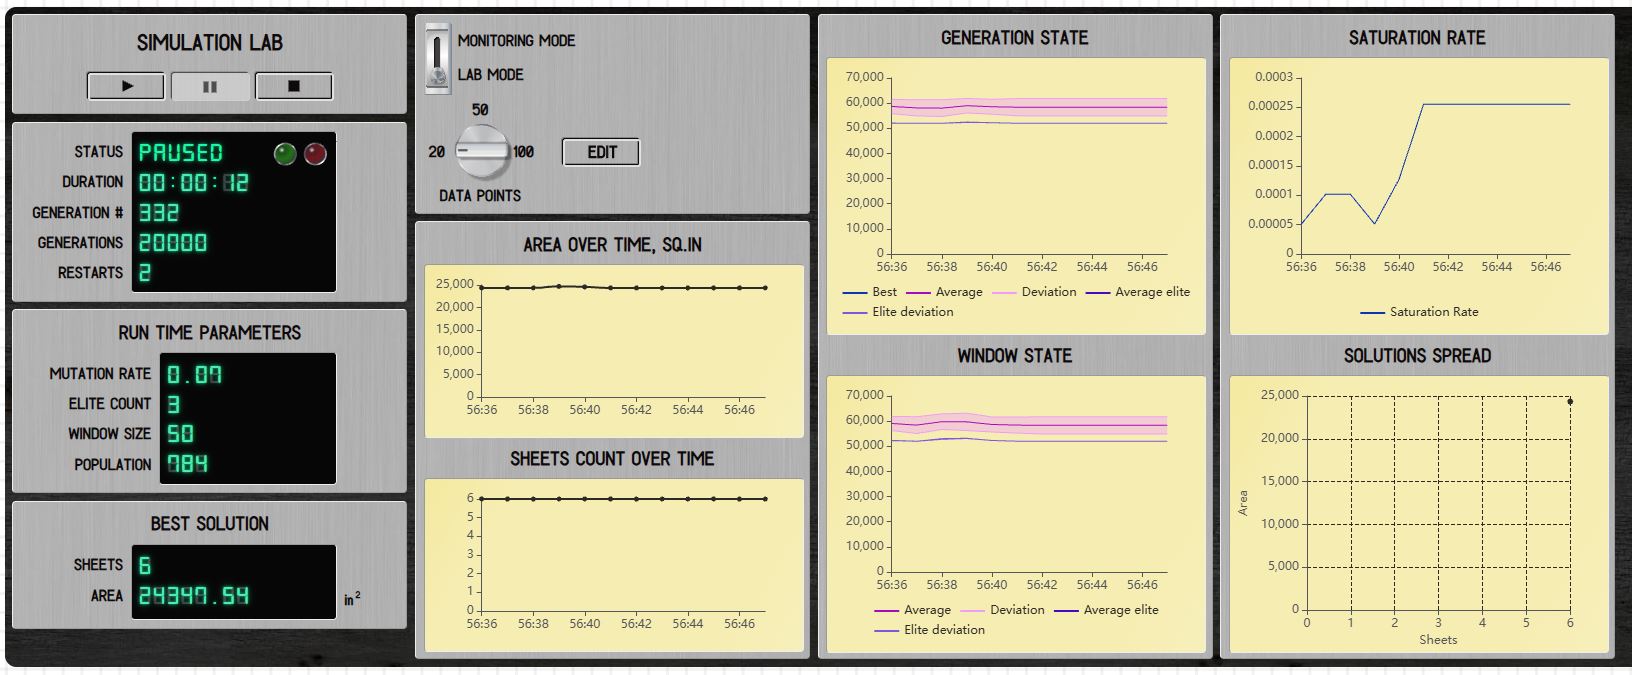 SIMULATION LAB
STATUS PAUSED
DURATION 00:00:12
GENERATION # 332
GENERATIONS 20000
RESTARTS 2
RUN TIME PARAMETERS
MUTATION RATE 0.07
ELITE COUNT 3
WINDOW SIZE 50
POPULATION 784
BEST SOLUTION
SHEETS 6
AREA 24347.54 in²
MONITORING MODE
LAB MODE
50
20 100
EDIT
DATA POINTS
AREA OVER TIME, SQ.IN
25,000
20,000
15,000
10,000
5,000
0
56:36 56:38 56:40 56:42 56:44 56:46
SHEETS COUNT OVER TIME
6
5
4
3
2
1
0
56:36 56:38 56:40 56:42 56:44 56:46
GENERATION STATE
70,000
60,000
50,000
40,000
30,000
20,000
10,000
0
56:36 56:38 56:40 56:42 56:44 56:46
Best Average Deviation Average elite
Elite deviation
WINDOW STATE
70,000
60,000
50,000
40,000
30,000
20,000
10,000
0
56:36 56:38 56:40 56:42 56:44 56:46
Average Deviation Average elite
Elite deviation
SATURATION RATE
0.0003
0.00025
0.0002
0.00015
0.0001
0.00005
0
56:36 56:38 56:40 56:42 56:44 56:46
Saturation Rate
SOLUTIONS SPREAD
25,000
20,000
15,000
10,000
5,000
0
Area
0 1 2 3 4 5 6
Sheets